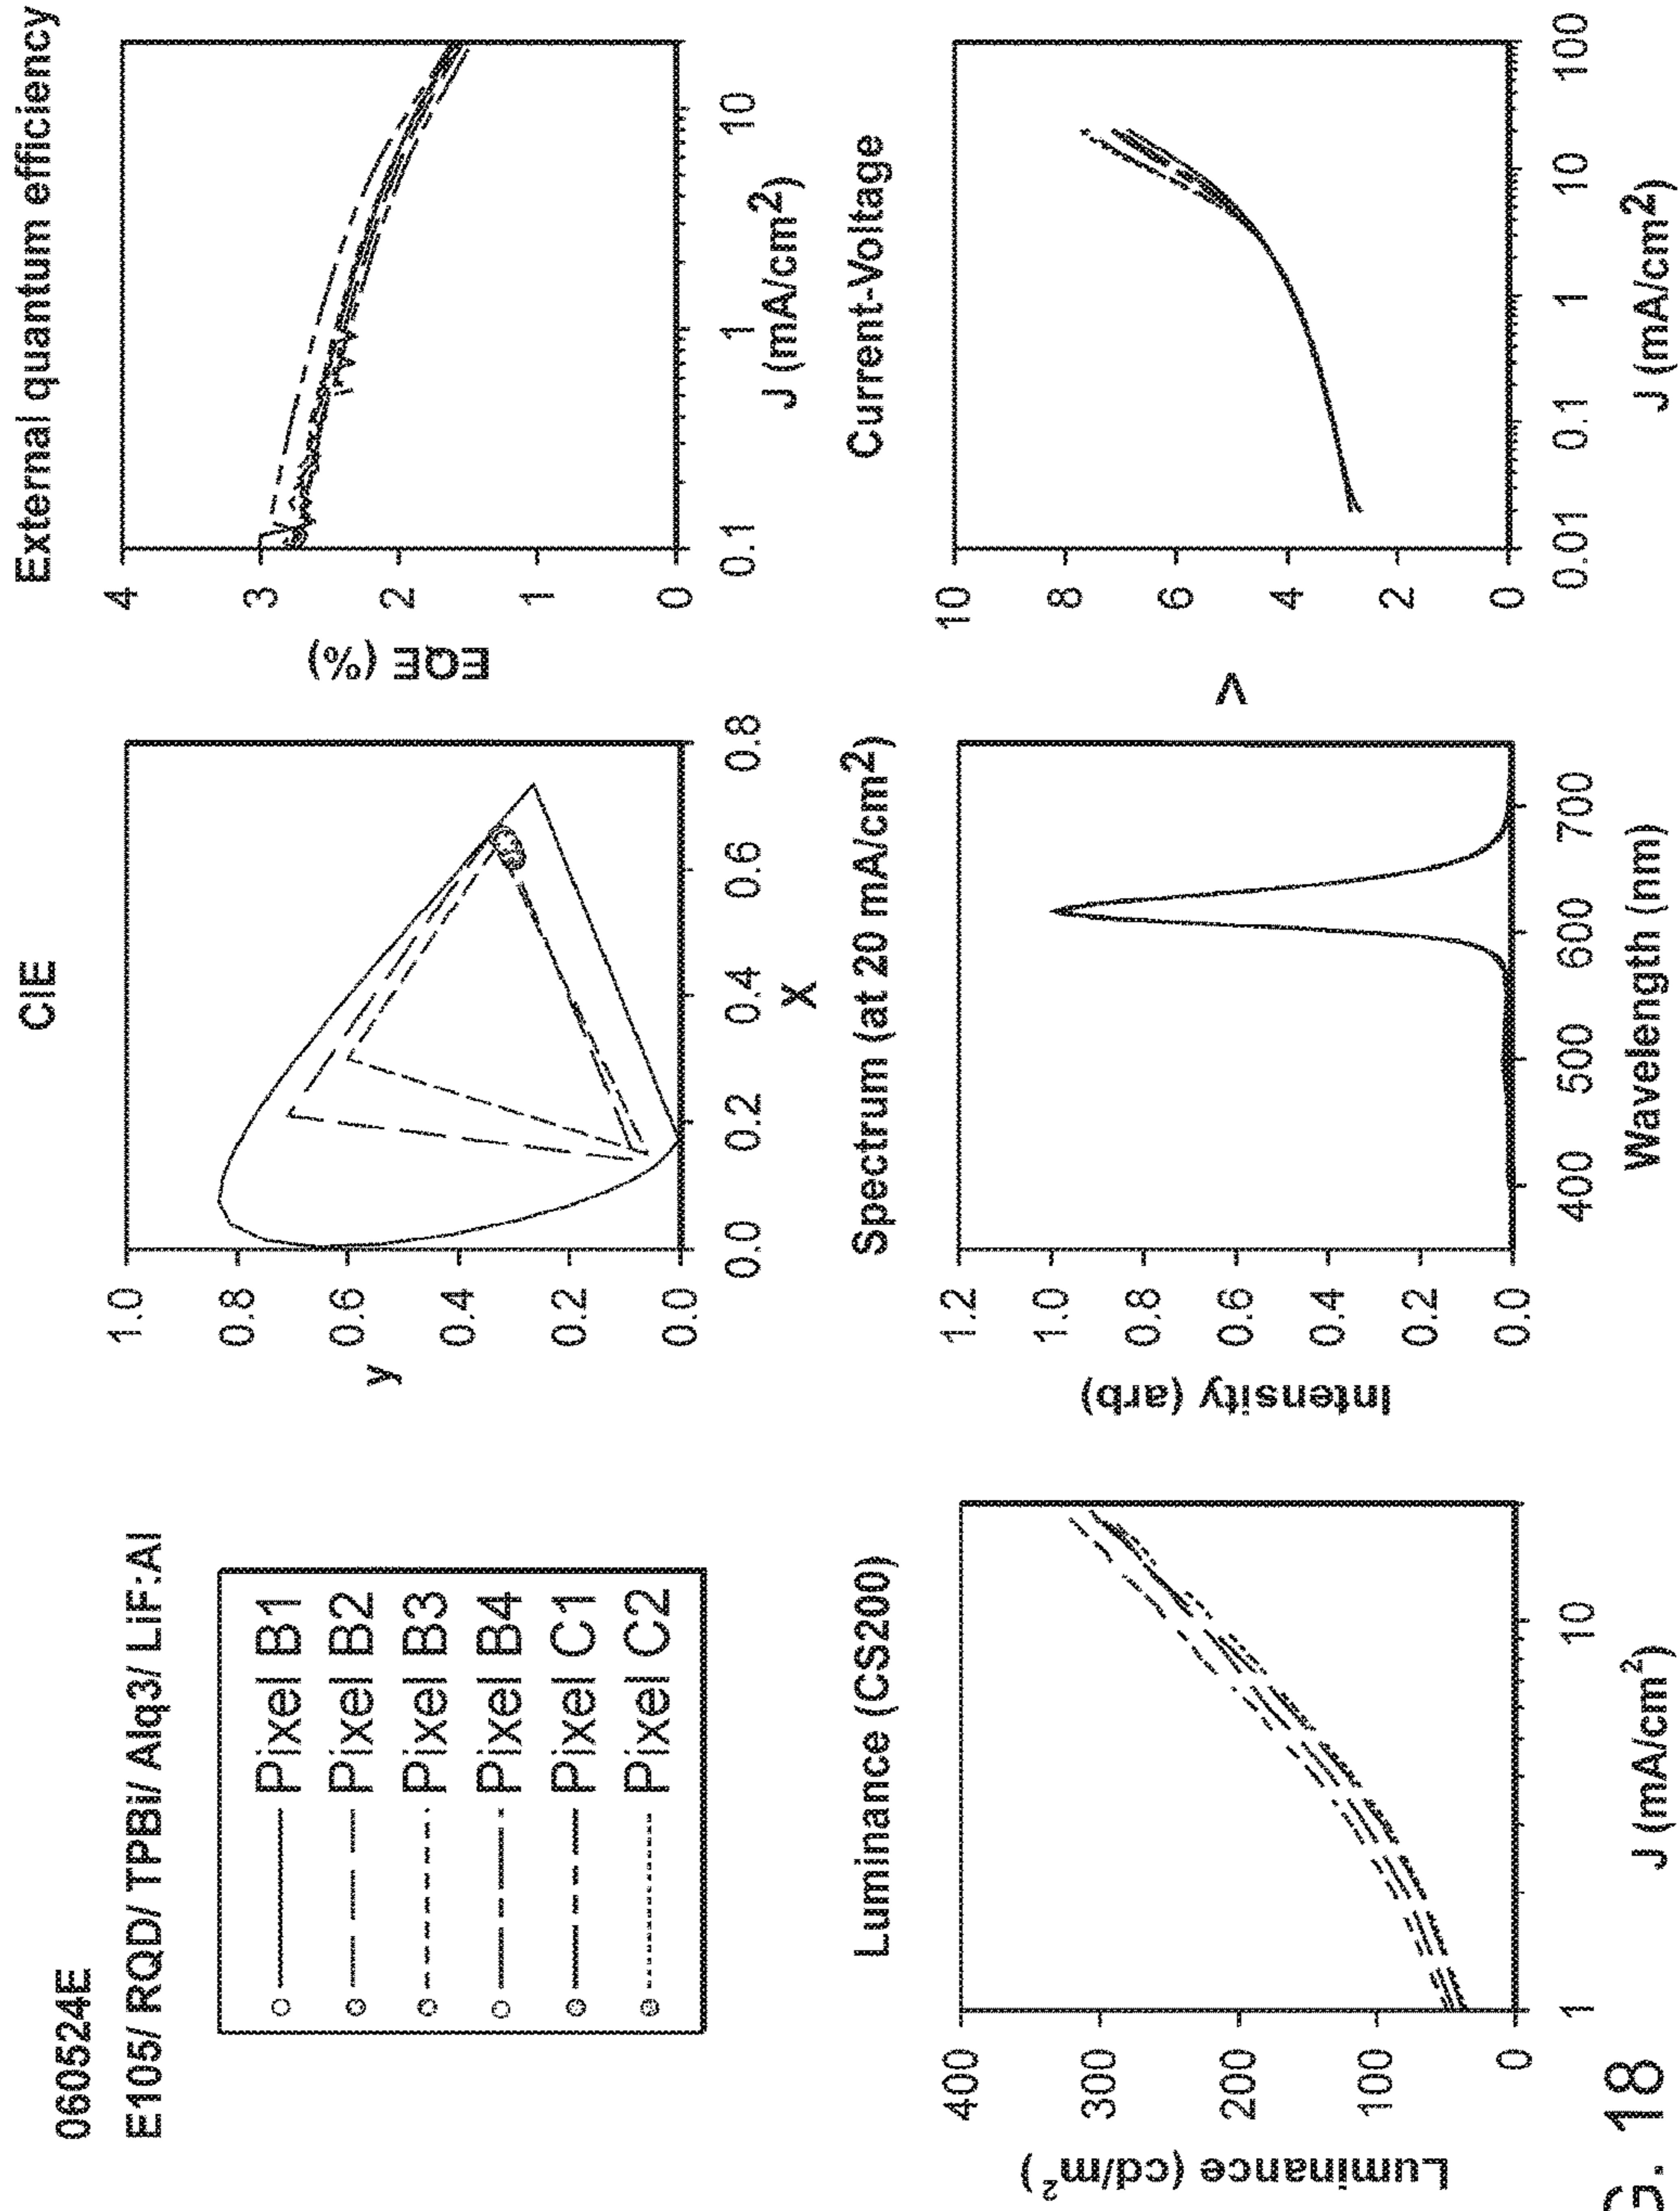 060524E
E105/ RQD/ TPBi/ Alq3/ LiF:Al
Pixel B1
Pixel B2
Pixel B3
Pixel B4
Pixel C1
Pixel C2
CIE
y
1.0
0.8
0.6
0.4
0.2
0.0
0.0 0.2 0.4 0.6 0.8
X
External quantum efficiency
EQE (%)
4
3
2
1
0
0.1 1 10
J (mA/cm²)
Luminance (CS200)
Luminance (cd/m²)
400
300
200
100
0
1 10
J (mA/cm²)
Spectrum (at 20 mA/cm²)
Intensity (arb)
1.2
1.0
0.8
0.6
0.4
0.2
0.0
400 500 600 700
Wavelength (nm)
Current-Voltage
V
10
8
6
4
2
0
0.01 0.1 1 10 100
J (mA/cm²)
G. 18